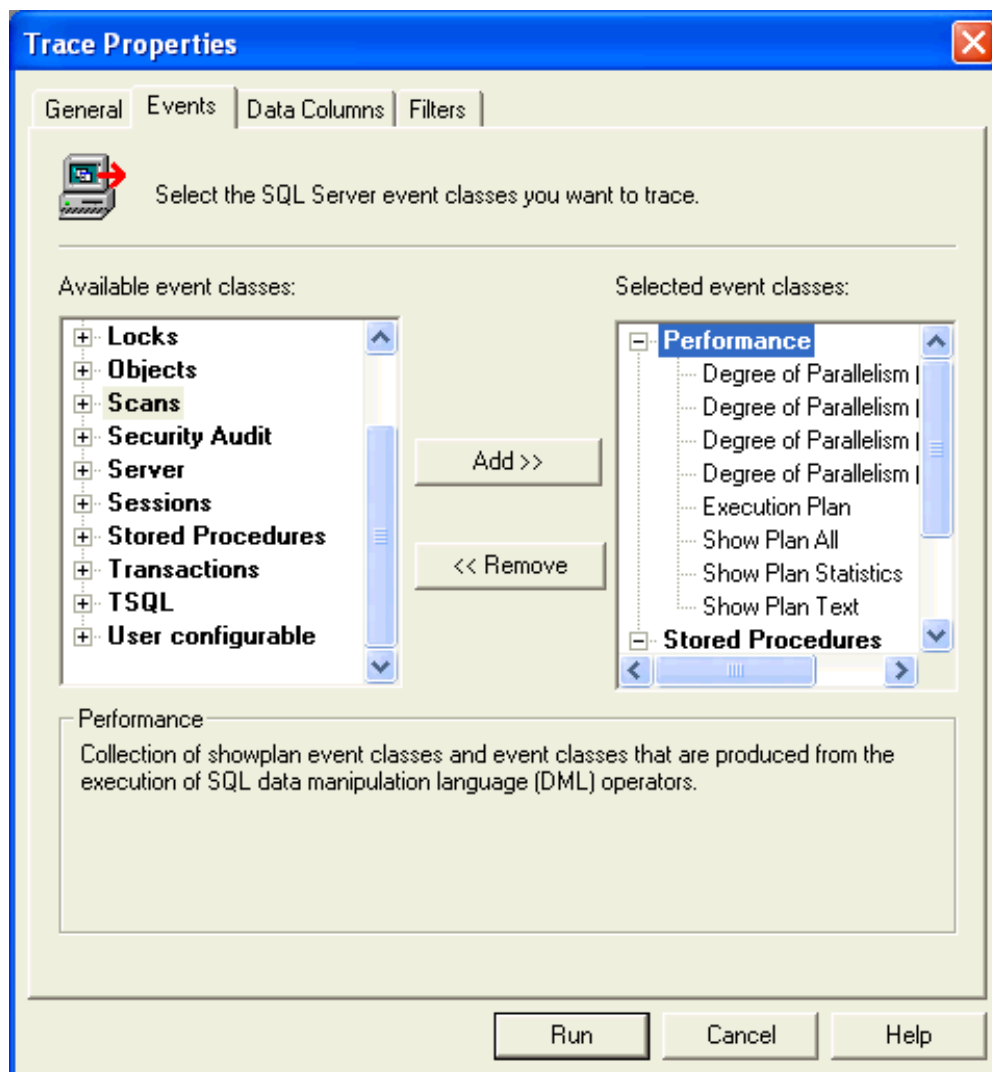 Trace Properties
General Events Data Columns Filters
Select the SQL Server event classes you want to trace.
Available event classes:
Locks
Objects
Scans
Security Audit
Server
Sessions
Stored Procedures
Transactions
TSQL
User configurable
Add >>
<< Remove
Selected event classes:
Performance
Degree of Parallelism
Degree of Parallelism
Degree of Parallelism
Degree of Parallelism
Execution Plan
Show Plan All
Show Plan Statistics
Show Plan Text
Stored Procedures
Performance
Collection of showplan event classes and event classes that are produced from the
execution of SQL data manipulation language (DML) operators.
Run Cancel Help